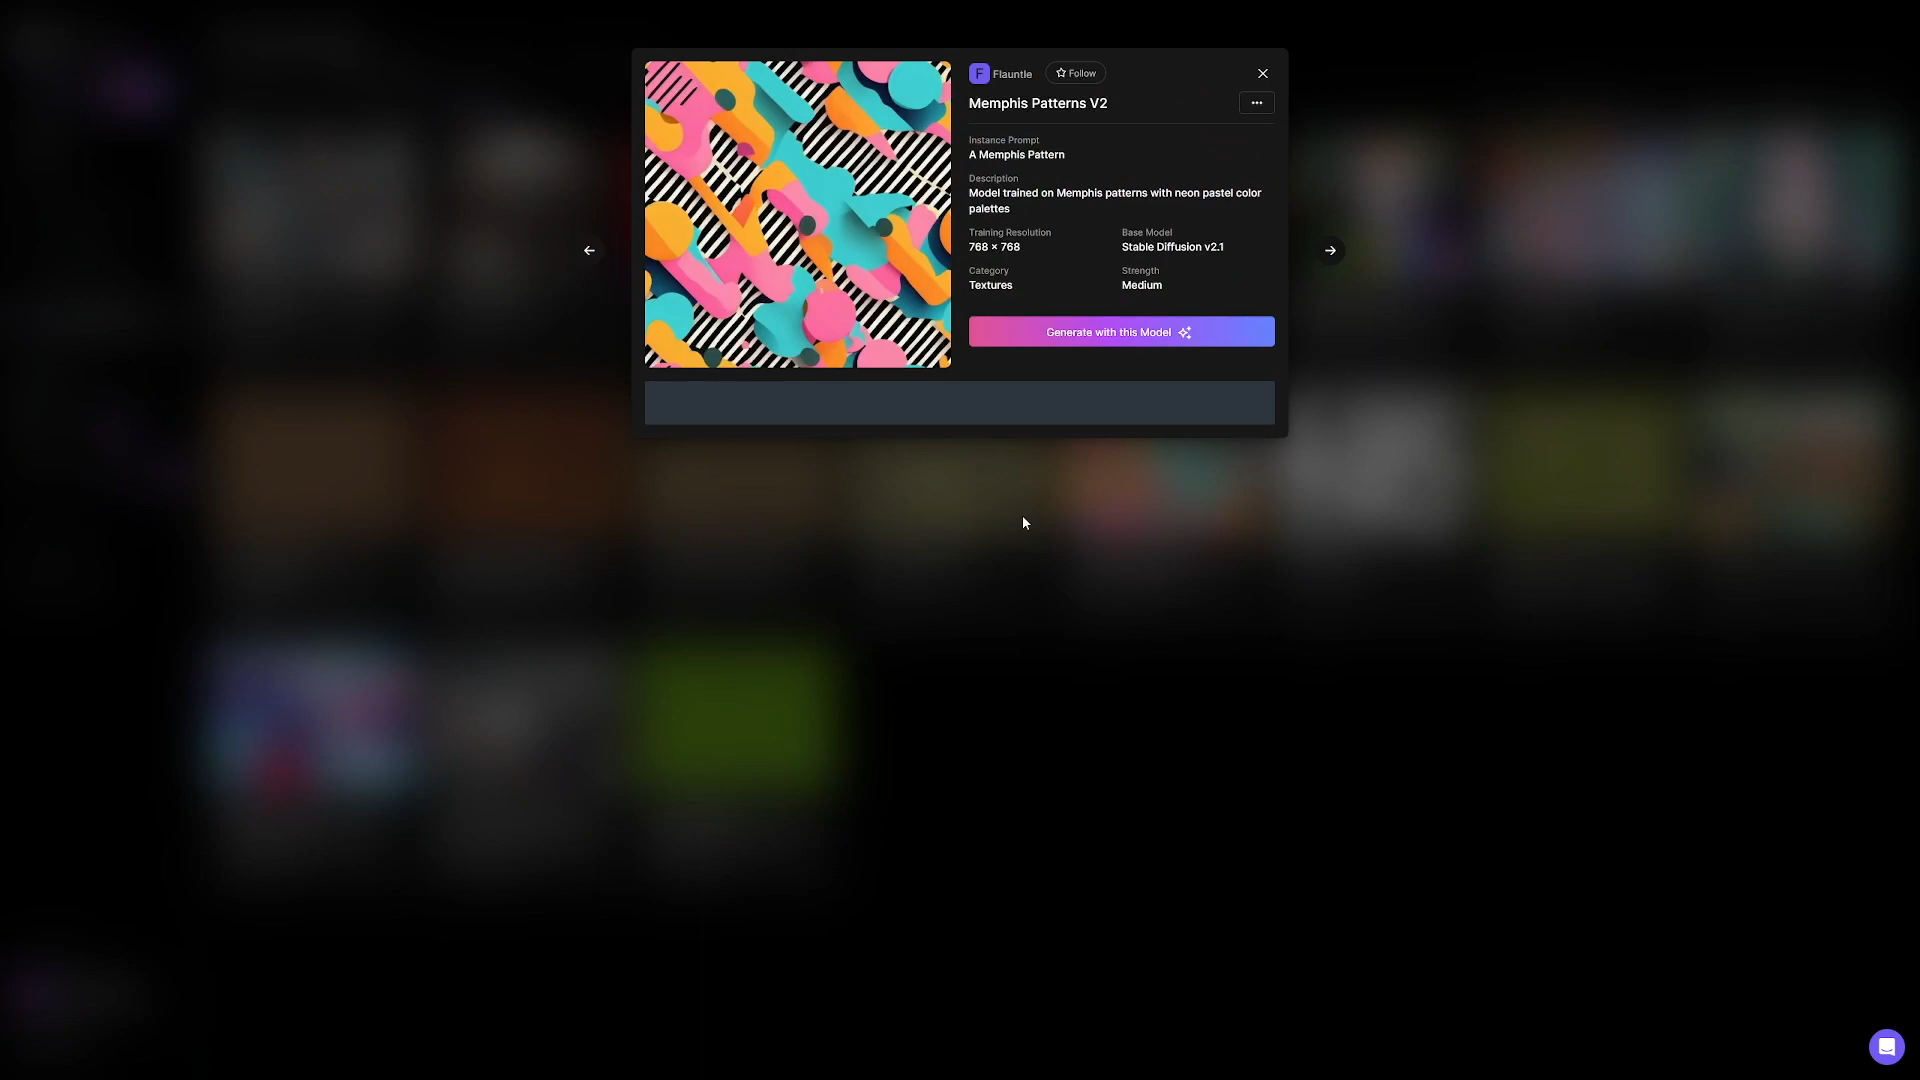 F Flauntie Follow
Memphis Patterns V2
Instance Prompt
A Memphis Pattern
Description
Model trained on Memphis patterns with neon pastel color
palettes
Training Resolution
768 × 768
Base Model
Stable Diffusion v2.1
Category
Textures
Strength
Medium
Generate with this Model